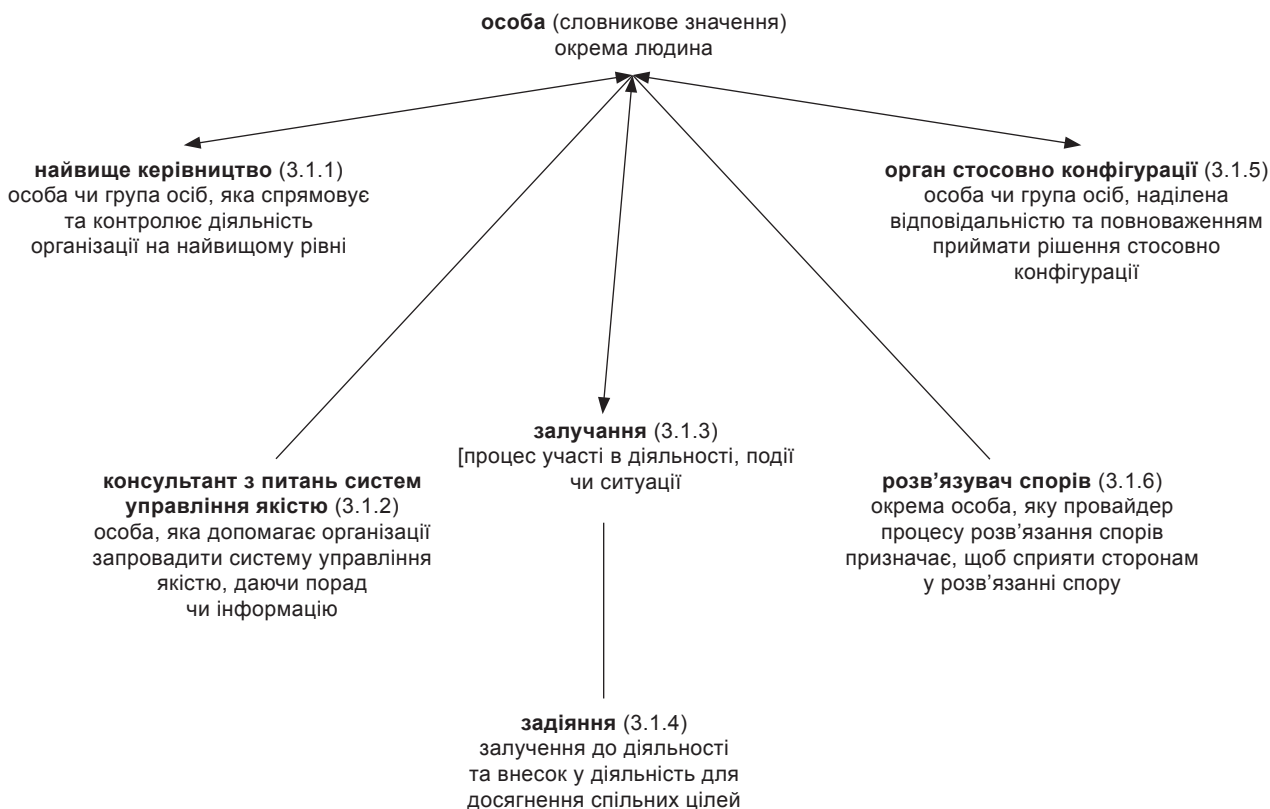 особа (словникове значення)
окрема людина
найвище керівництво (3.1.1)
особа чи група осіб, яка спрямовує
та контролює діяльність
організації на найвищому рівні
орган стосовно конфігурації (3.1.5)
особа чи група осіб, наділена
відповідальністю та повноваженням
приймати рішення стосовно
конфігурації
залучання (3.1.3)
[процес участі в діяльності, події
чи ситуації
консультант з питань систем
управління якістю (3.1.2)
особа, яка допомагає організації
запровадити систему управління
якістю, даючи порад
чи інформацію
розв’язувач спорів (3.1.6)
окрема особа, яку провайдер
процесу розв’язання спорів
призначає, щоб сприяти сторонам
у розв’язанні спору
задіяння (3.1.4)
залучення до діяльності
та внесок у діяльність для
досягнення спільних цілей